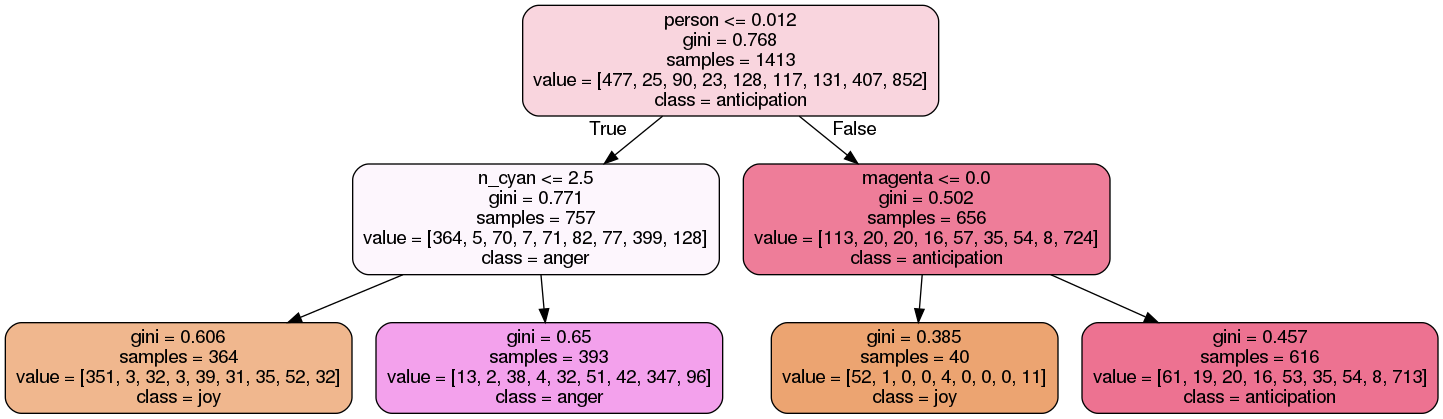 person <= 0.012
gini = 0.768
samples = 1413
value = [477, 25, 90, 23, 128, 117, 131, 407, 852]
class = anticipation
True
False
n_cyan <= 2.5
gini = 0.771
samples = 757
value = [364, 5, 70, 7, 71, 82, 77, 399, 128]
class = anger
magenta <= 0.0
gini = 0.502
samples = 656
value = [113, 20, 20, 16, 57, 35, 54, 8, 724]
class = anticipation
gini = 0.606
samples = 364
value = [351, 3, 32, 3, 39, 31, 35, 52, 32]
class = joy
gini = 0.65
samples = 393
value = [13, 2, 38, 4, 32, 51, 42, 347, 96]
class = anger
gini = 0.385
samples = 40
value = [52, 1, 0, 0, 4, 0, 0, 0, 11]
class = joy
gini = 0.457
samples = 616
value = [61, 19, 20, 16, 53, 35, 54, 8, 713]
class = anticipation